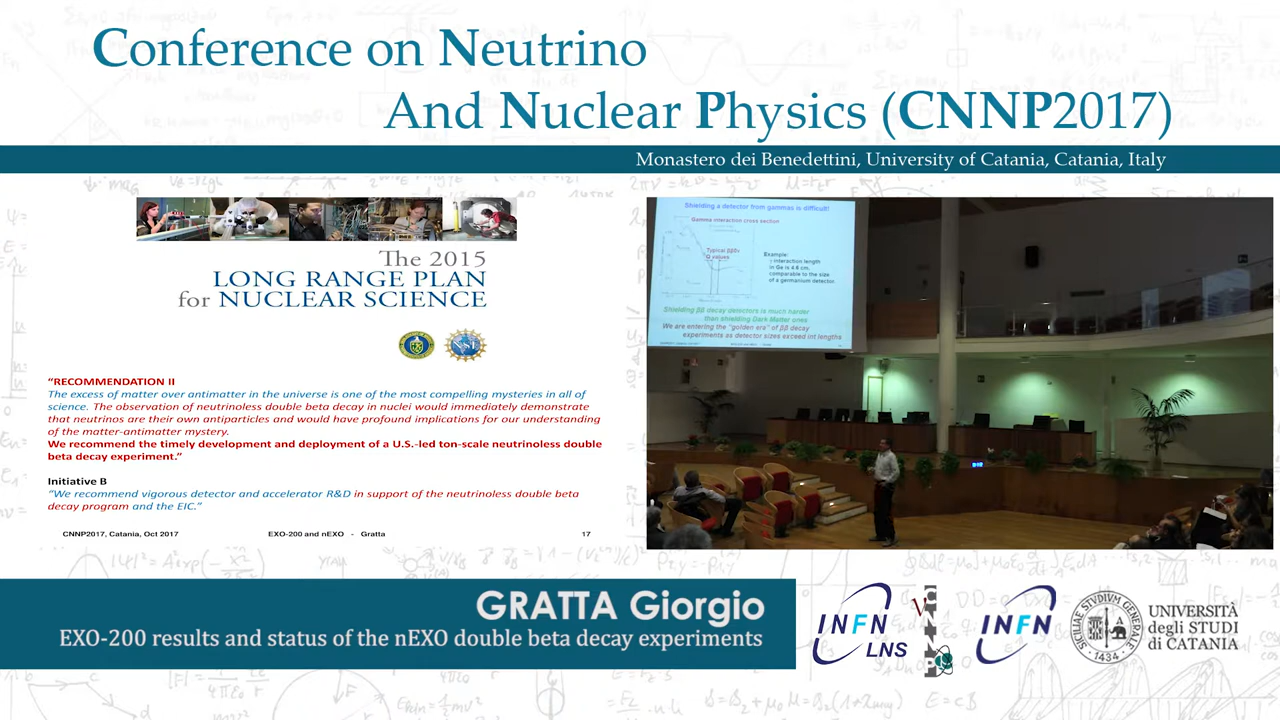 Conference on Neutrino
And Nuclear Physics (CNNP2017)
Monastero dei Benedettini, University of Catania, Catania, Italy
The 2015
LONG RANGE PLAN
for NUCLEAR SCIENCE
NSF
"RECOMMENDATION II
The excess of matter over antimatter in the universe is one of the most compelling mysteries in all of
science. The observation of neutrinoless double beta decay in nuclei would immediately demonstrate
that neutrinos are their own antiparticles and would have profound implications for our understanding
of the matter-antimatter mystery.
We recommend the timely development and deployment of a U.S.-led ton-scale neutrinoless double
beta decay experiment."
Initiative B
"We recommend vigorous detector and accelerator R&D in support of the neutrinoless double beta
decay program and the EIC."
CNNP2017, Catania, Oct 2017 EXO-200 and nEXO - Gratta 17
Shielding a detector from gammas is difficult!
Gamma interaction cross section
Typical ββ0ν
Q values
Example:
γ interaction length
in Ge is 4.6 cm,
comparable to the size
of a germanium detector.
Shielding ββ decay detectors is much harder
than shielding Dark Matter ones
We are entering the "golden era" of ββ decay
experiments as detector sizes exceed int lengths
GRATTA Giorgio
EXO-200 results and status of the nEXO double beta decay experiments
INFN
LNS
CNNP
INFN
SICILIAE STUDIUM GENERALE
1434
UNIVERSITÀ
degli STUDI
di CATANIA